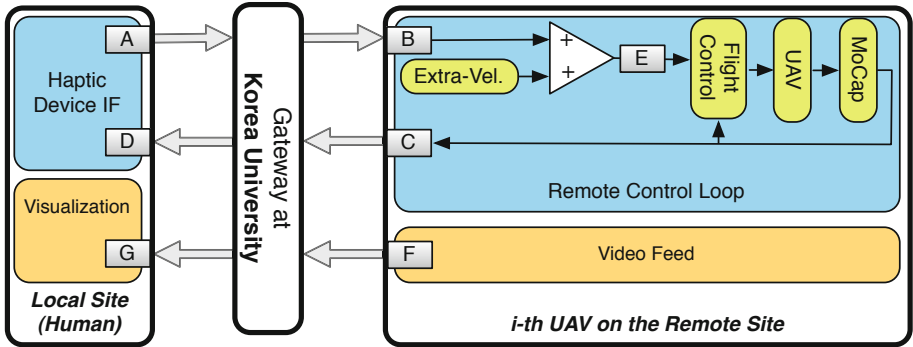 A
Haptic
Device IF
D
Visualization
G
Local Site
(Human)
Gateway at
Korea University
B
Extra-Vel.
+
+
E
Flight
Control
UAV
MoCap
C
Remote Control Loop
F
Video Feed
i-th UAV on the Remote Site